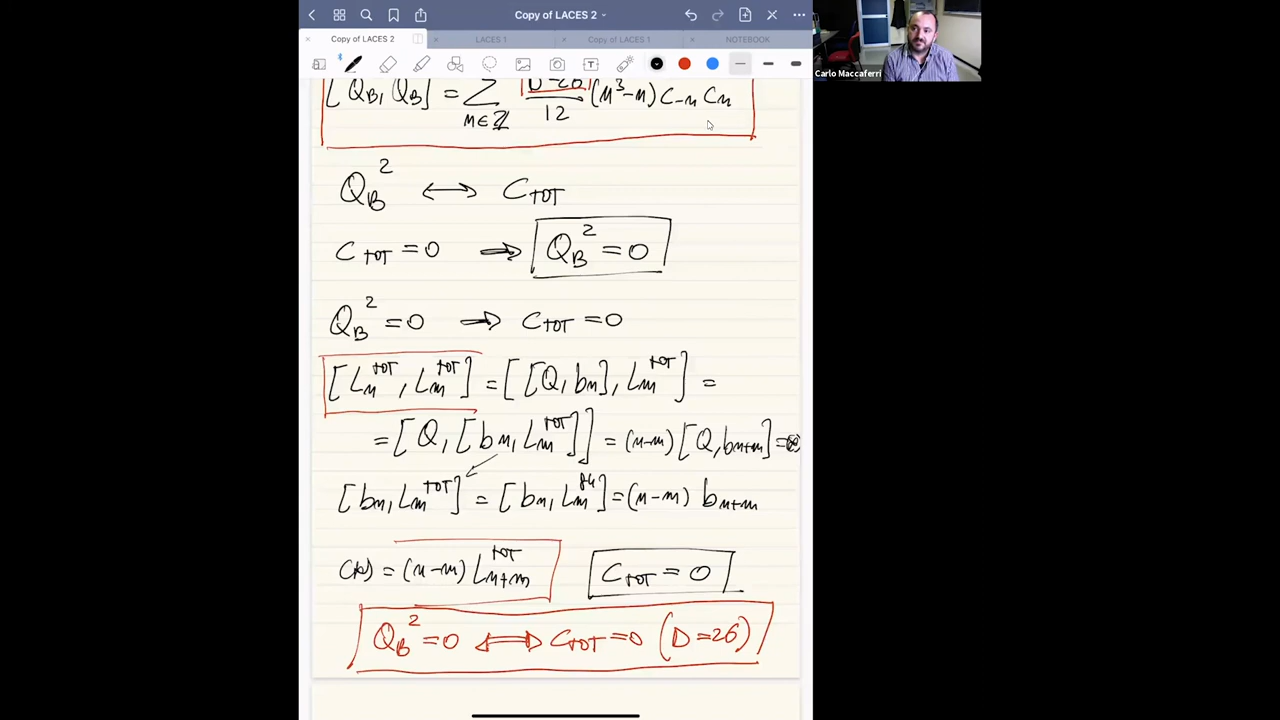 Copy of LACES 2
Copy of LACES 2
LACES 1
Copy of LACES 1
NOTEBOOK
Carlo Maccaferri
[Q_B, Q_B] = ∑_{n∈ℤ} (D-26)/12 (n³-n) C_{-n} C_n
Q_B² ↔ C_TOT
C_TOT = 0 → Q_B² = 0
Q_B² = 0 → C_TOT = 0
[L_n^tot, L_m^tot] = [[Q, b_n], L_m^tot] =
= [Q, [b_n, L_m^TOT]] = (n-m) [Q, b_{n+m}] =
[b_n, L_m^TOT] = [b_n, L_m^gh] = (n-m) b_{n+m}
= (n-m) L_{n+m}^tot C_TOT = 0
Q_B² = 0 ⟺ C_TOT = 0 (D=26)